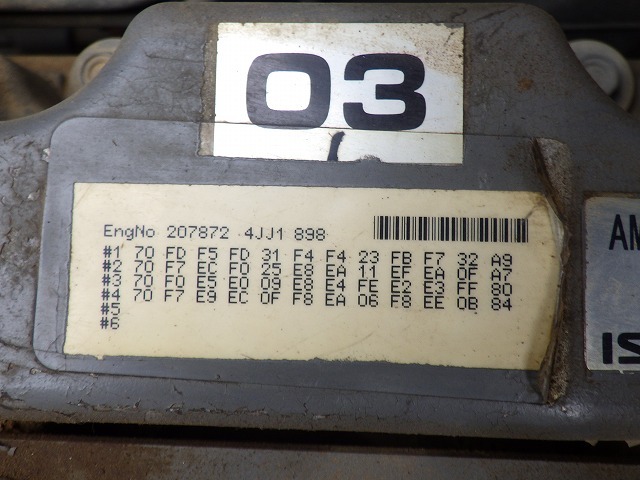 03
EngNo 207872 4JJ1 898
#1 70 FD F5 FD 31 F4 F4 23 FB F7 32 A9
#2 70 F7 EC F0 25 E8 EA 11 EF EA 0F A7
#3 70 F0 E5 E0 09 E8 E4 FE E2 E3 FF 80
#4 70 F7 E9 EC 0F F8 EA 06 F8 EE 0B 84
#5
#6
AM
IS